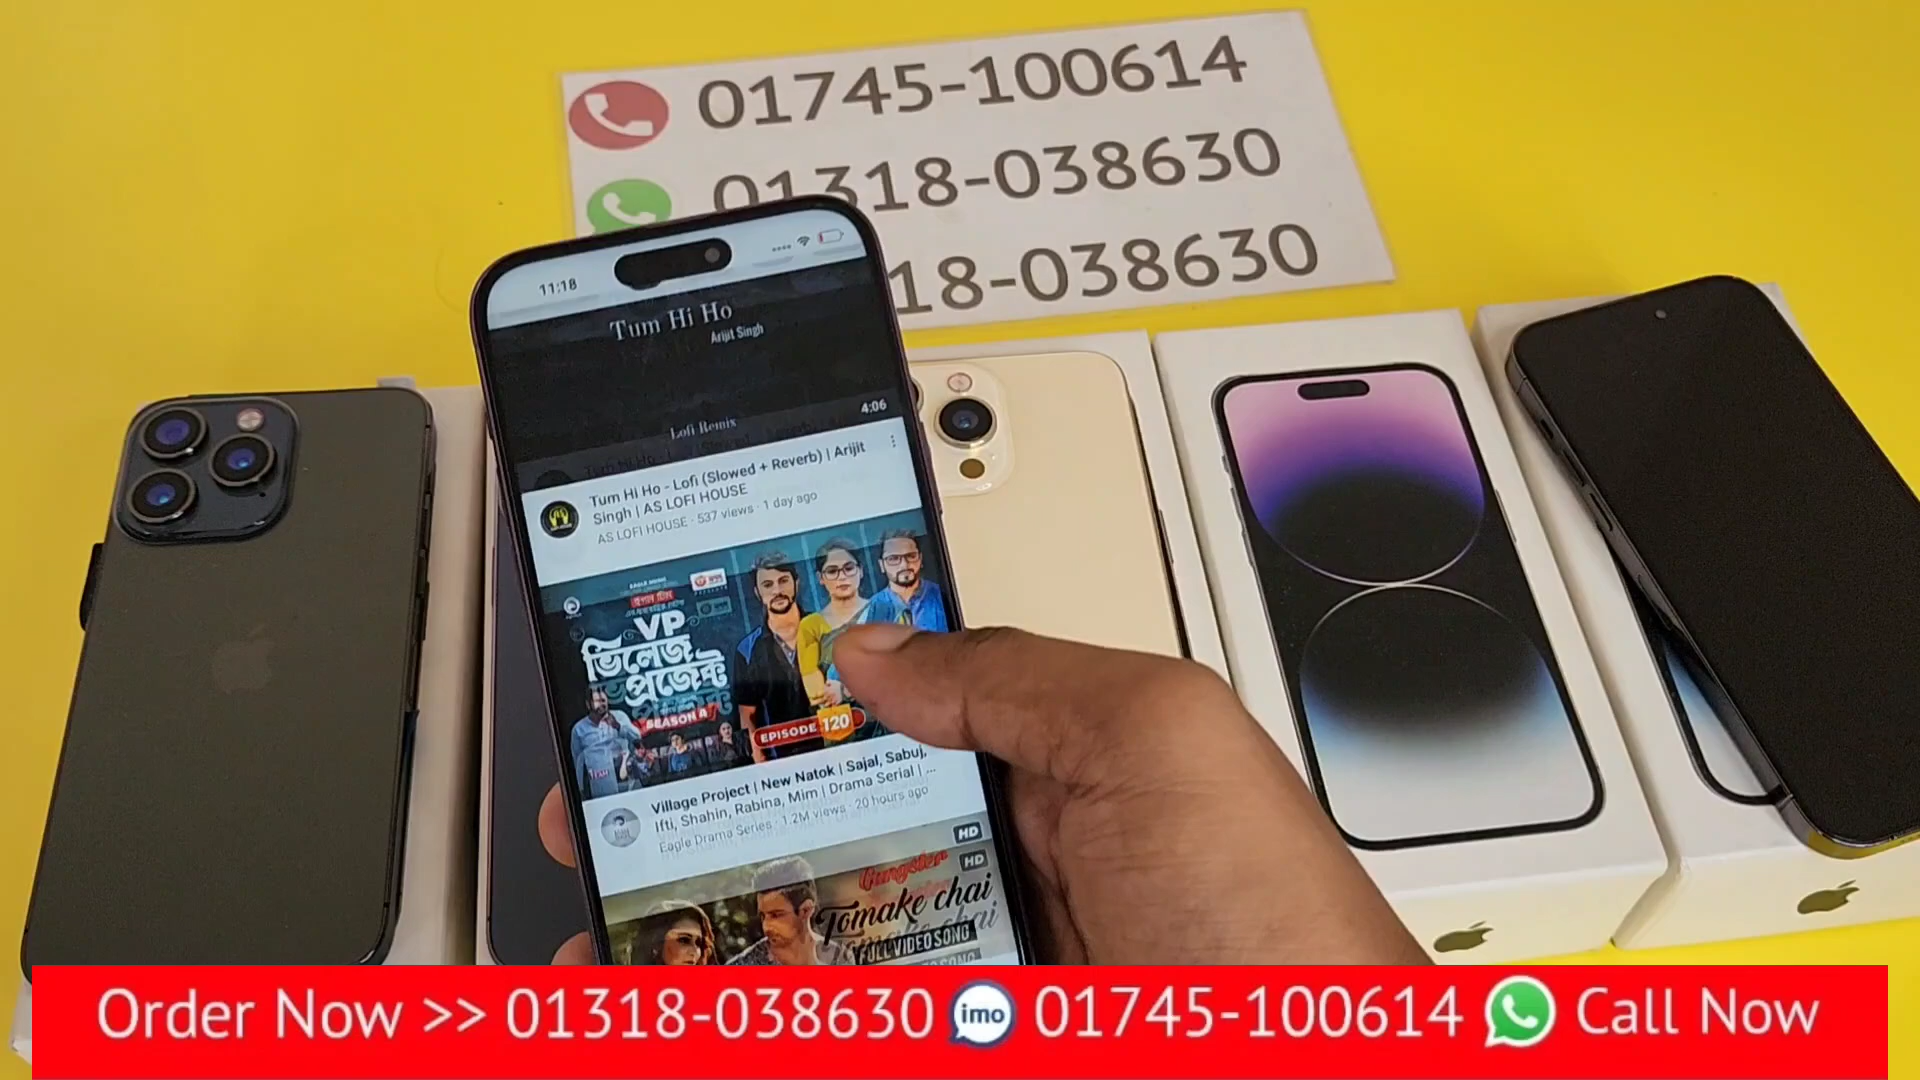 01745-100614
01318-038630
18-038630
11:18
Tum Hi Ho
Arijit Singh
Lofi Remix
4:06
Tum Hi Ho - Lofi (Slowed + Reverb) | Arijit
Singh | AS LOFI HOUSE
AS LOFI HOUSE · 537 views · 1 day ago
VP
ভিলেজ
প্রজেক্ট
SEASON 4
EPISODE 120
Village Project | New Natok | Sajal, Sabuj,
Ifti, Shahin, Rabina, Mim | Drama Serial | ...
Eagle Drama Series · 1.2M views · 20 hours ago
HD
HD
Gangster
Tomake chai
FULL VIDEO SONG
Order Now >> 01318-038630 imo 01745-100614 Call Now